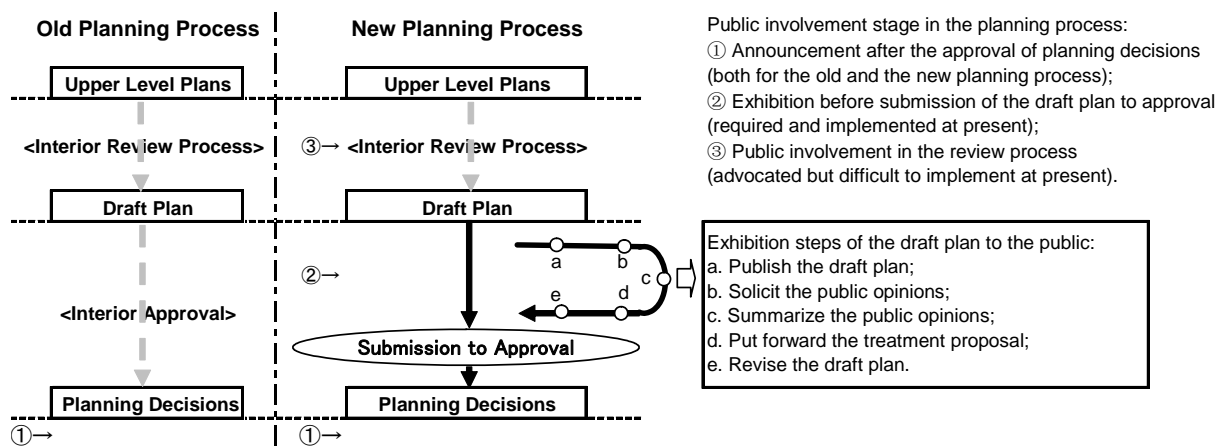 Old Planning Process
Upper Level Plans
<Interior Review Process>
Draft Plan
<Interior Approval>
Planning Decisions
①→
New Planning Process
Upper Level Plans
③→ <Interior Review Process>
Draft Plan
②→
a
b
c
d
e
Submission to Approval
Planning Decisions
①→
Public involvement stage in the planning process:
① Announcement after the approval of planning decisions
(both for the old and the new planning process);
② Exhibition before submission of the draft plan to approval
(required and implemented at present);
③ Public involvement in the review process
(advocated but difficult to implement at present).
Exhibition steps of the draft plan to the public:
a. Publish the draft plan;
b. Solicit the public opinions;
c. Summarize the public opinions;
d. Put forward the treatment proposal;
e. Revise the draft plan.